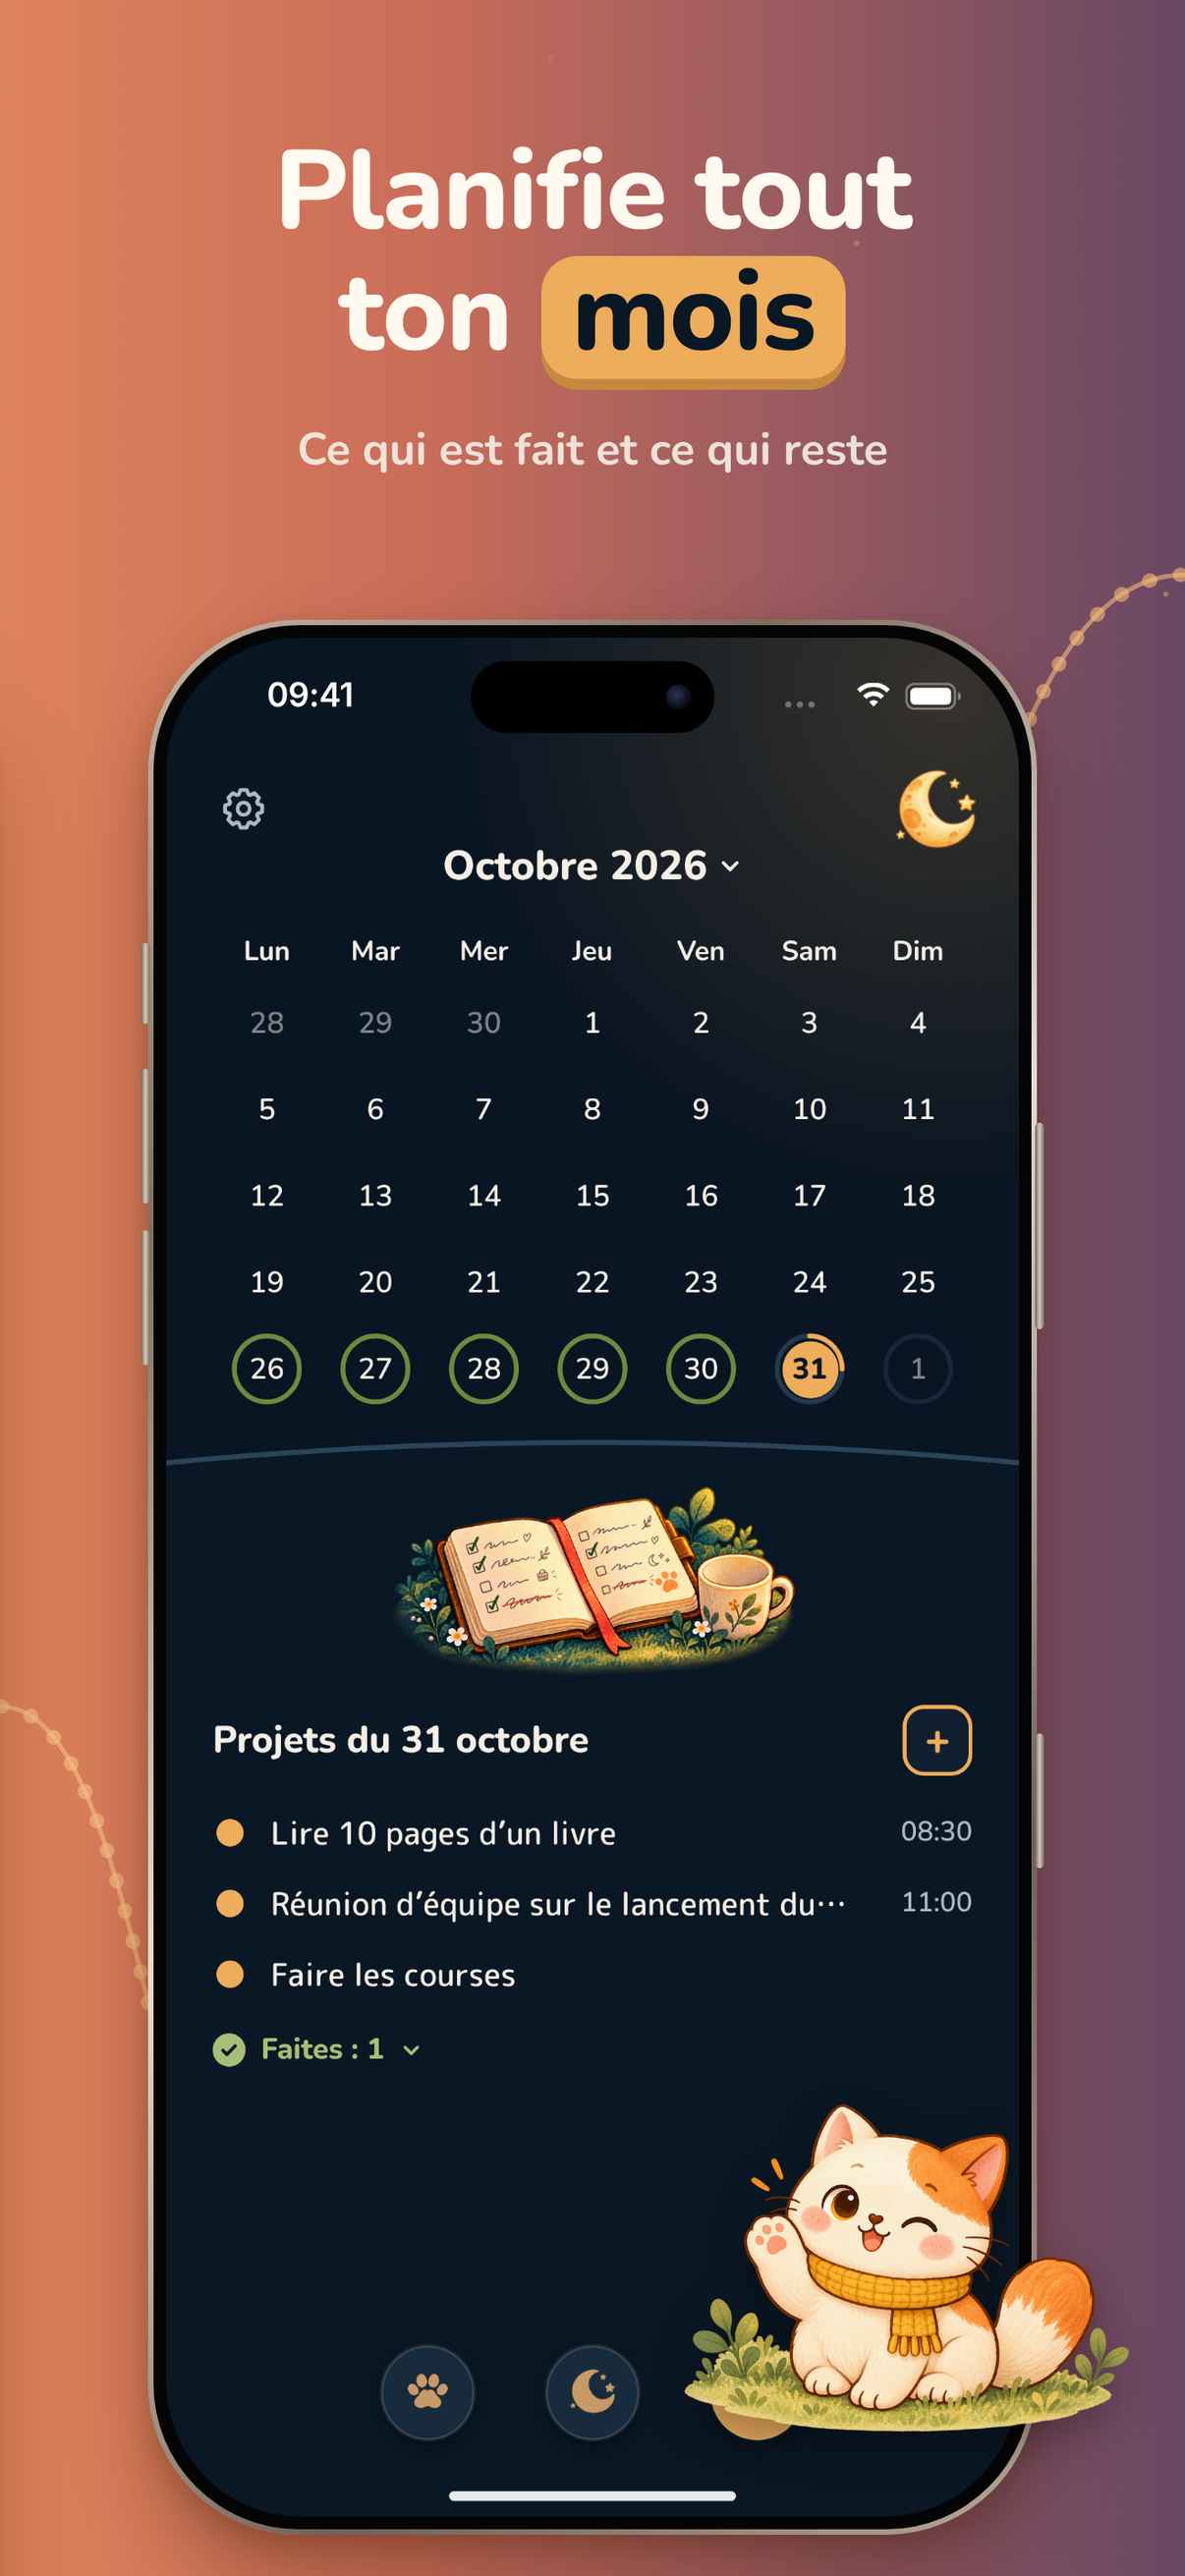 Planifie tout
ton mois
Ce qui est fait et ce qui reste
09:41
Octobre 2026
Lun Mar Mer Jeu Ven Sam Dim
28 29 30 1 2 3 4
5 6 7 8 9 10 11
12 13 14 15 16 17 18
19 20 21 22 23 24 25
26 27 28 29 30 31 1
Projets du 31 octobre
Lire 10 pages d’un livre 08:30
Réunion d’équipe sur le lancement du… 11:00
Faire les courses
Faites : 1